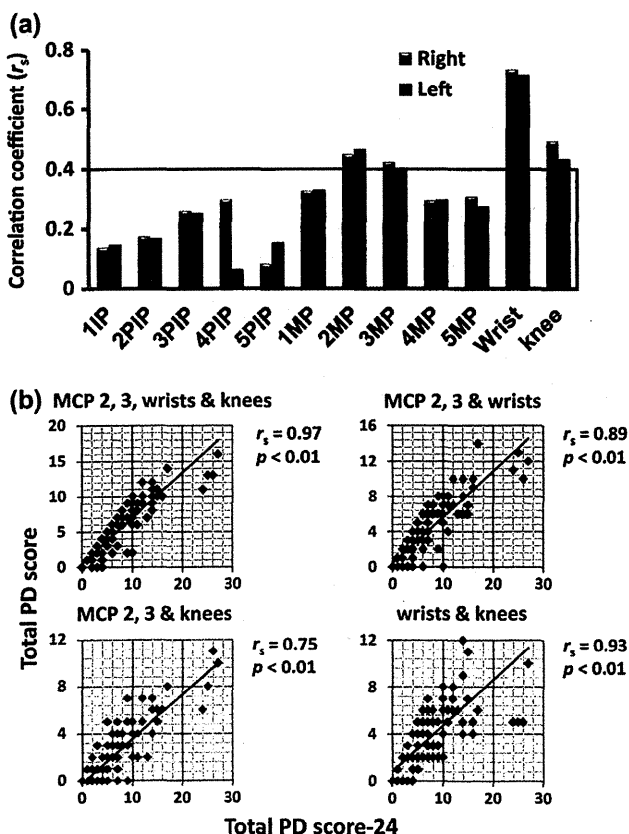 (a)
Correlation coefficient (rs)
0.8
0.6
0.4
0.2
0
Right
Left
1IP 2PIP 3PIP 4PIP 5PIP 1MP 2MP 3MP 4MP 5MP Wrist knee
(b)
Total PD score
MCP 2, 3, wrists & knees
20
15
10
5
0
0 10 20 30
rs = 0.97
p < 0.01
MCP 2, 3 & wrists
16
12
8
4
0
0 10 20 30
rs = 0.89
p < 0.01
MCP 2, 3 & knees
12
8
4
0
0 10 20 30
rs = 0.75
p < 0.01
wrists & knees
12
8
4
0
0 10 20 30
rs = 0.93
p < 0.01
Total PD score-24